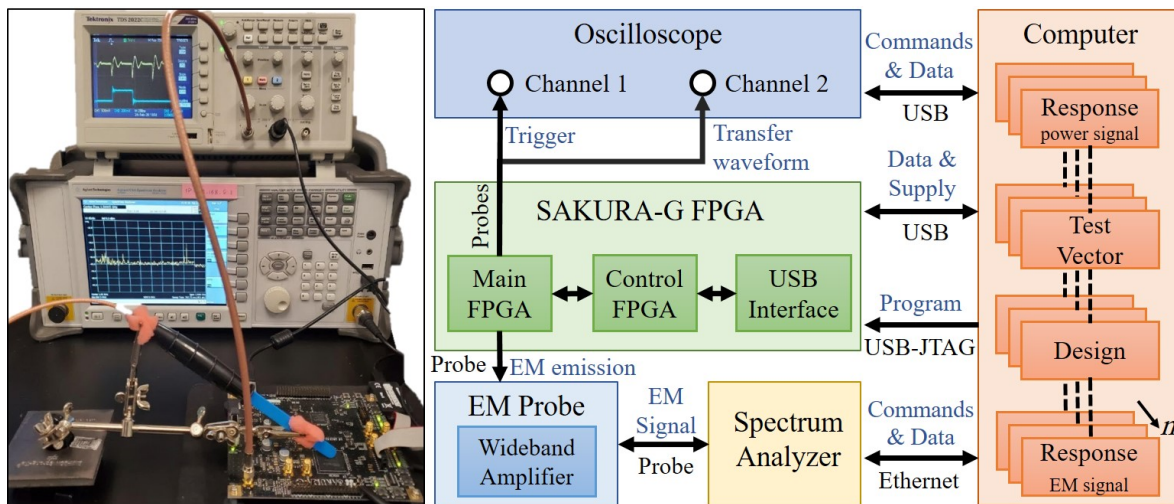 Tektronix
Oscilloscope
Channel 1
Channel 2
Trigger
Transfer
waveform
Probes
SAKURA-G FPGA
Main
FPGA
Control
FPGA
USB
Interface
Probe
EM emission
EM Probe
Wideband
Amplifier
EM
Signal
Probe
Spectrum
Analyzer
Commands
& Data
USB
Data &
Supply
USB
Program
USB-JTAG
Commands
& Data
Ethernet
Computer
Response
power signal
Test
Vector
Design
Response
EM signal
n